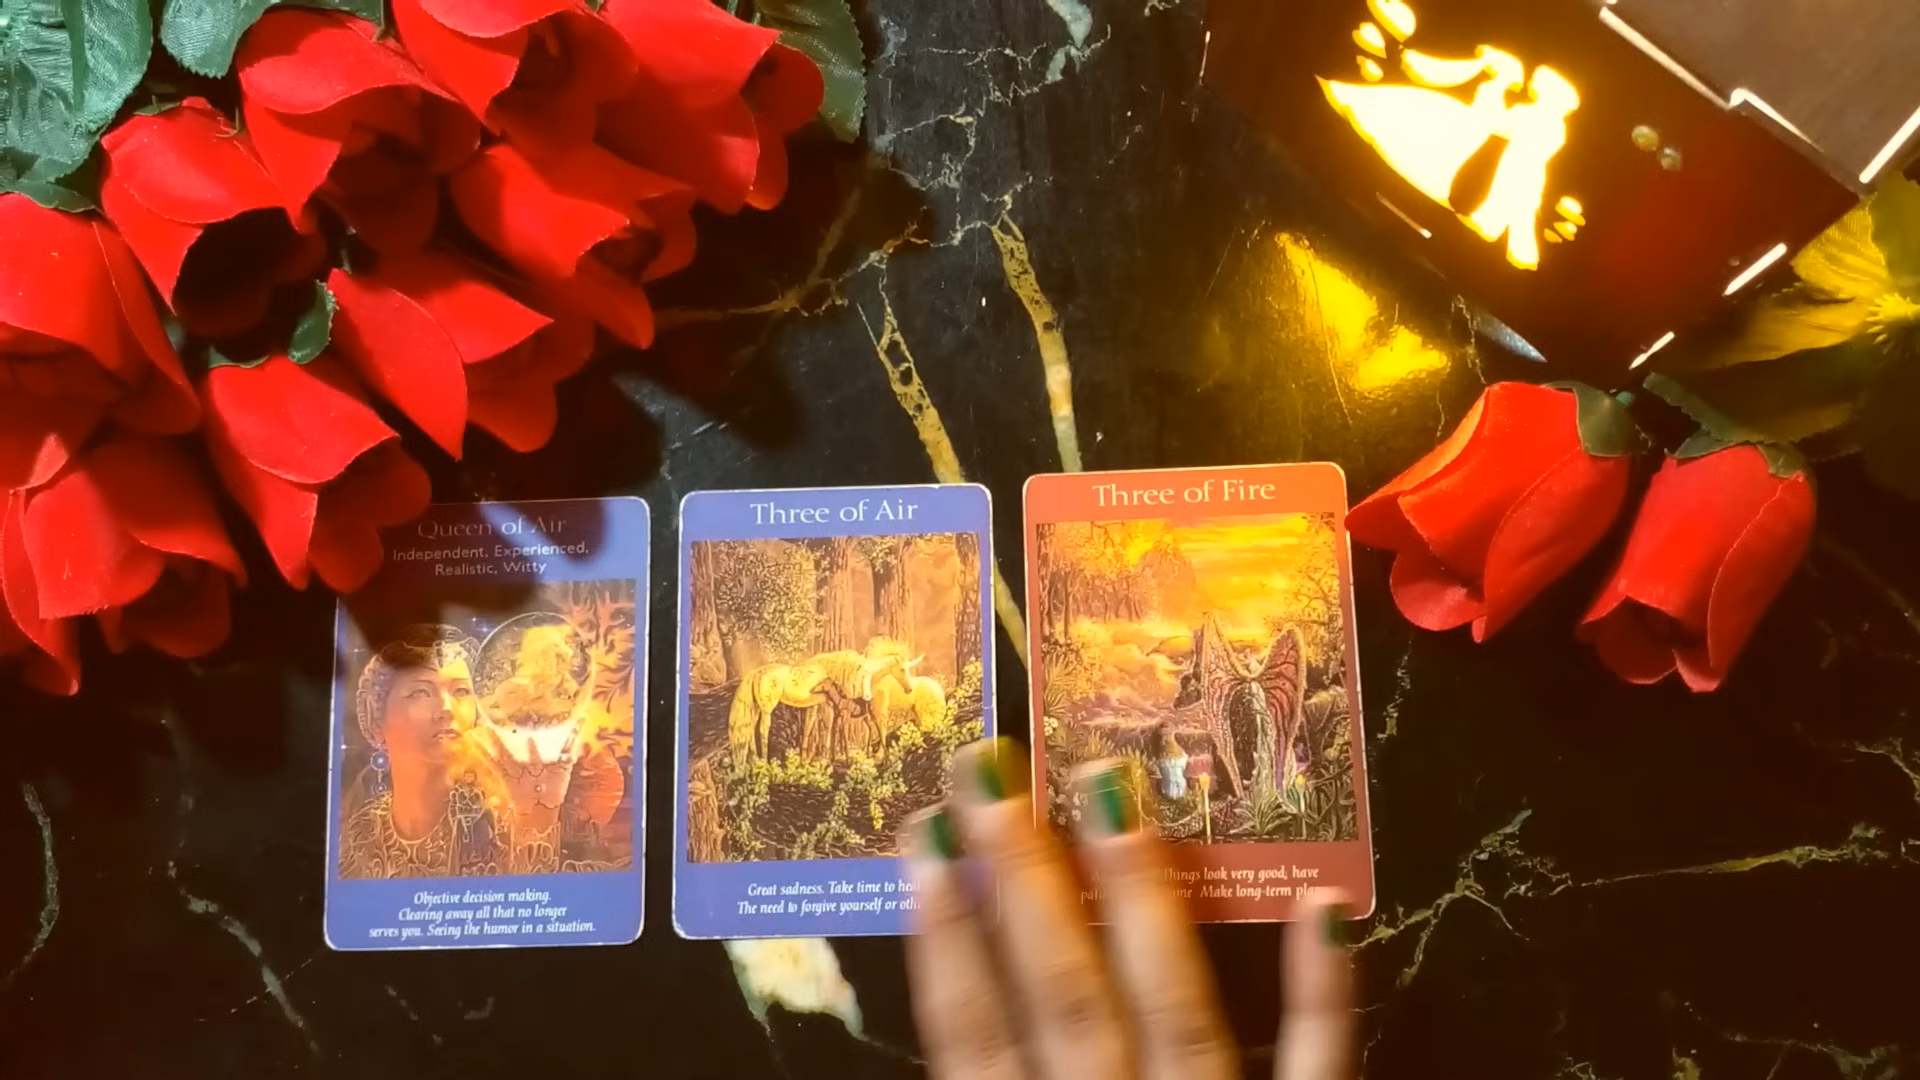 Queen of Air
Independent, Experienced,
Realistic, Witty
Objective decision making.
Clearing away all that no longer
serves you. Seeing the humor in a situation.
Three of Air
Great sadness. Take time to
The need to forgive yourself or
Three of Fire
Things look very good; have
Make long-term